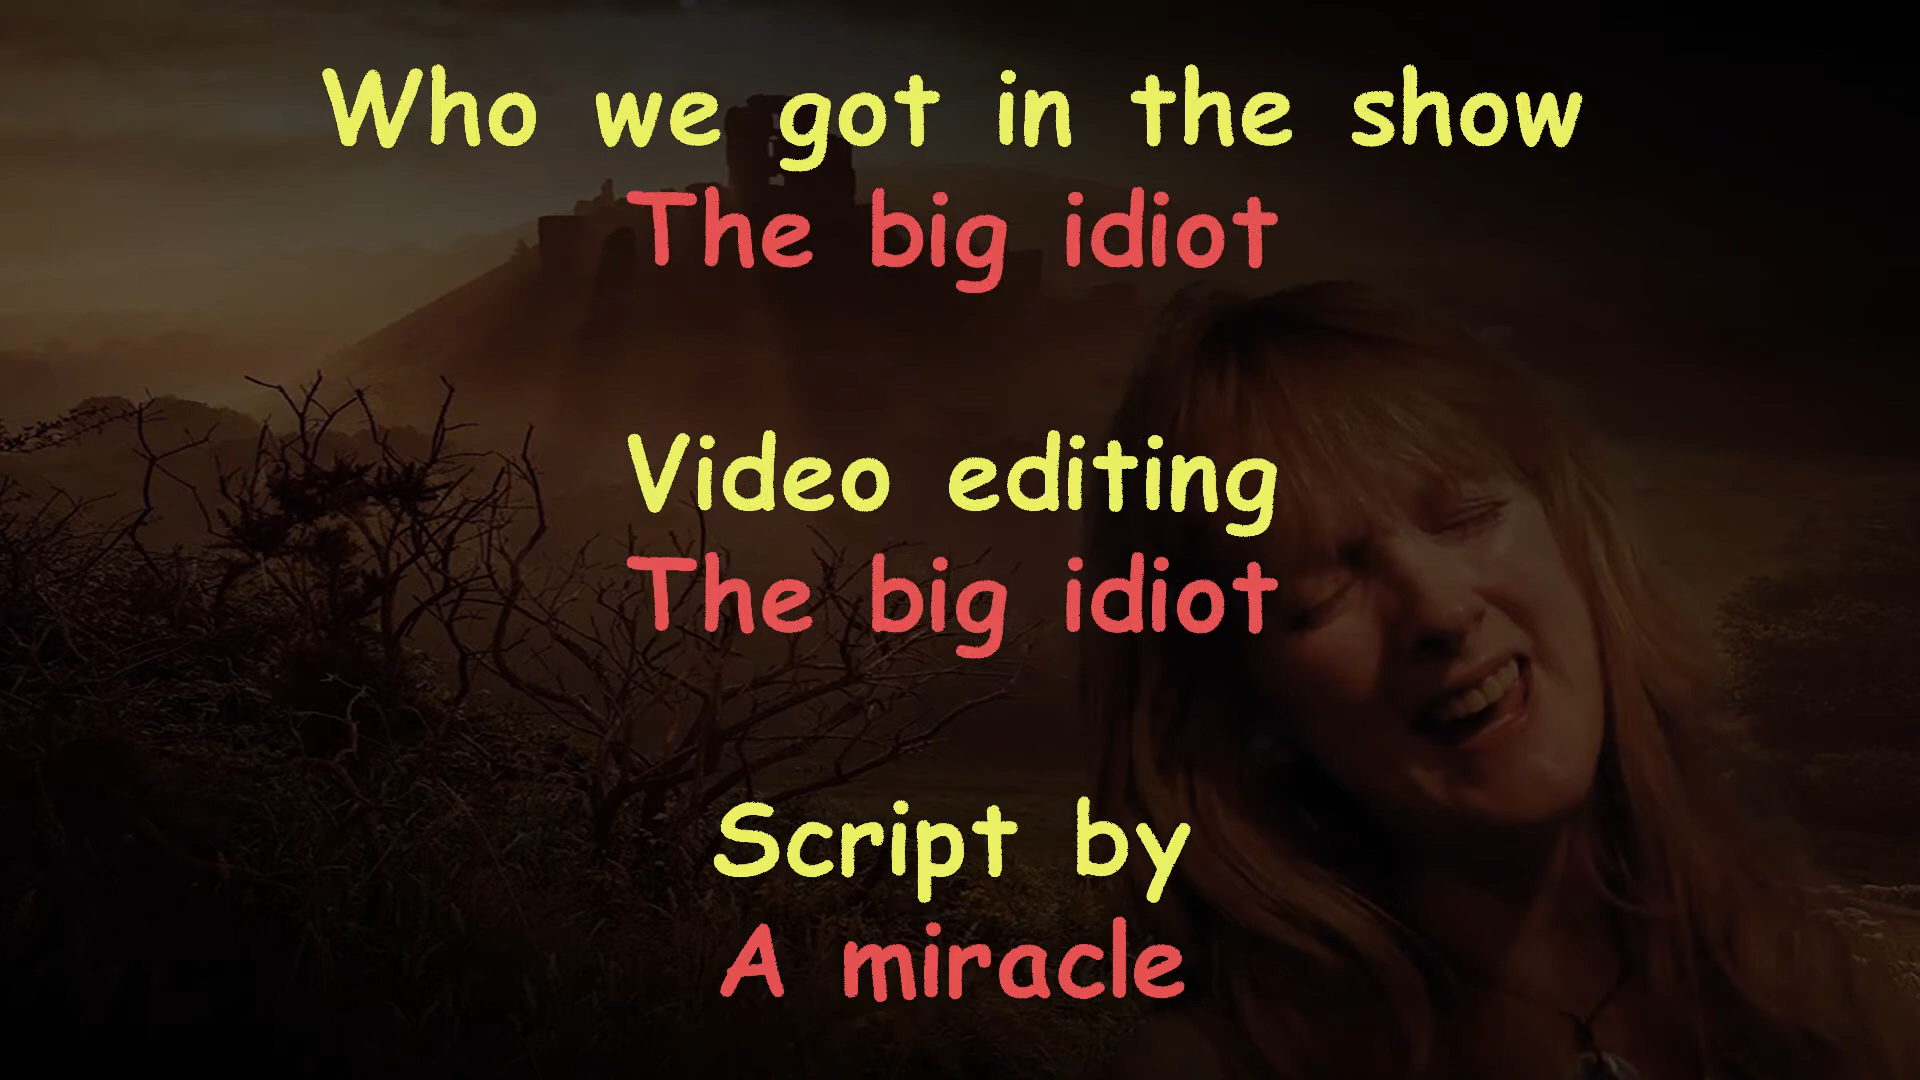 Who we got in the show
The big idiot
Video editing
The big idiot
Script by
A miracle